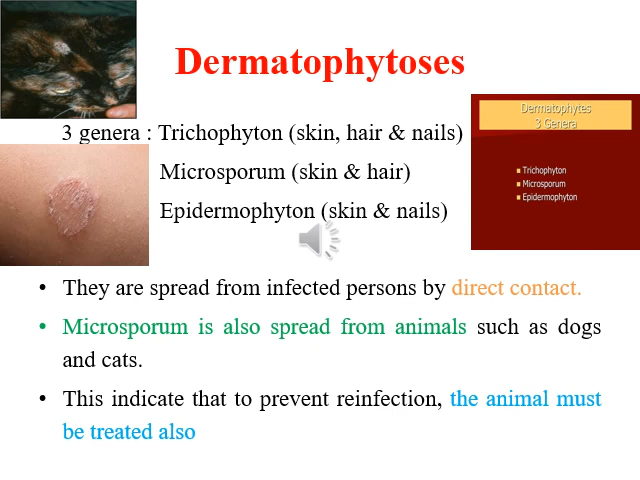 Dermatophytoses
3 genera : Trichophyton (skin, hair & nails)
Microsporum (skin & hair)
Epidermophyton (skin & nails)
Dermatophytes
3 Genera
Trichophyton
Microsporum
Epidermophyton
• They are spread from infected persons by direct contact.
• Microsporum is also spread from animals such as dogs
and cats.
• This indicate that to prevent reinfection, the animal must
be treated also